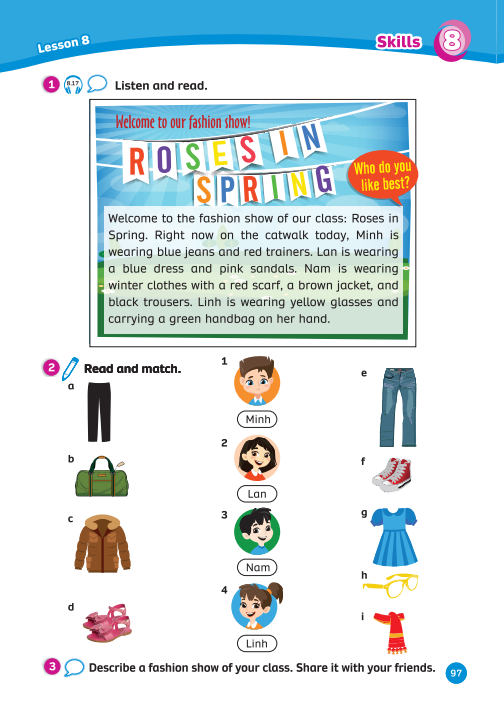 Lesson 8
Skills 8
1 8.17 Listen and read.
Welcome to our fashion show!
ROSES IN
SPRING
Who do you
like best?
Welcome to the fashion show of our class: Roses in
Spring. Right now on the catwalk today, Minh is
wearing blue jeans and red trainers. Lan is wearing
a blue dress and pink sandals. Nam is wearing
winter clothes with a red scarf, a brown jacket, and
black trousers. Linh is wearing yellow glasses and
carrying a green handbag on her hand.
2 Read and match.
a
b
c
d
1
Minh
2
Lan
3
Nam
4
Linh
e
f
g
h
i
3 Describe a fashion show of your class. Share it with your friends.
97